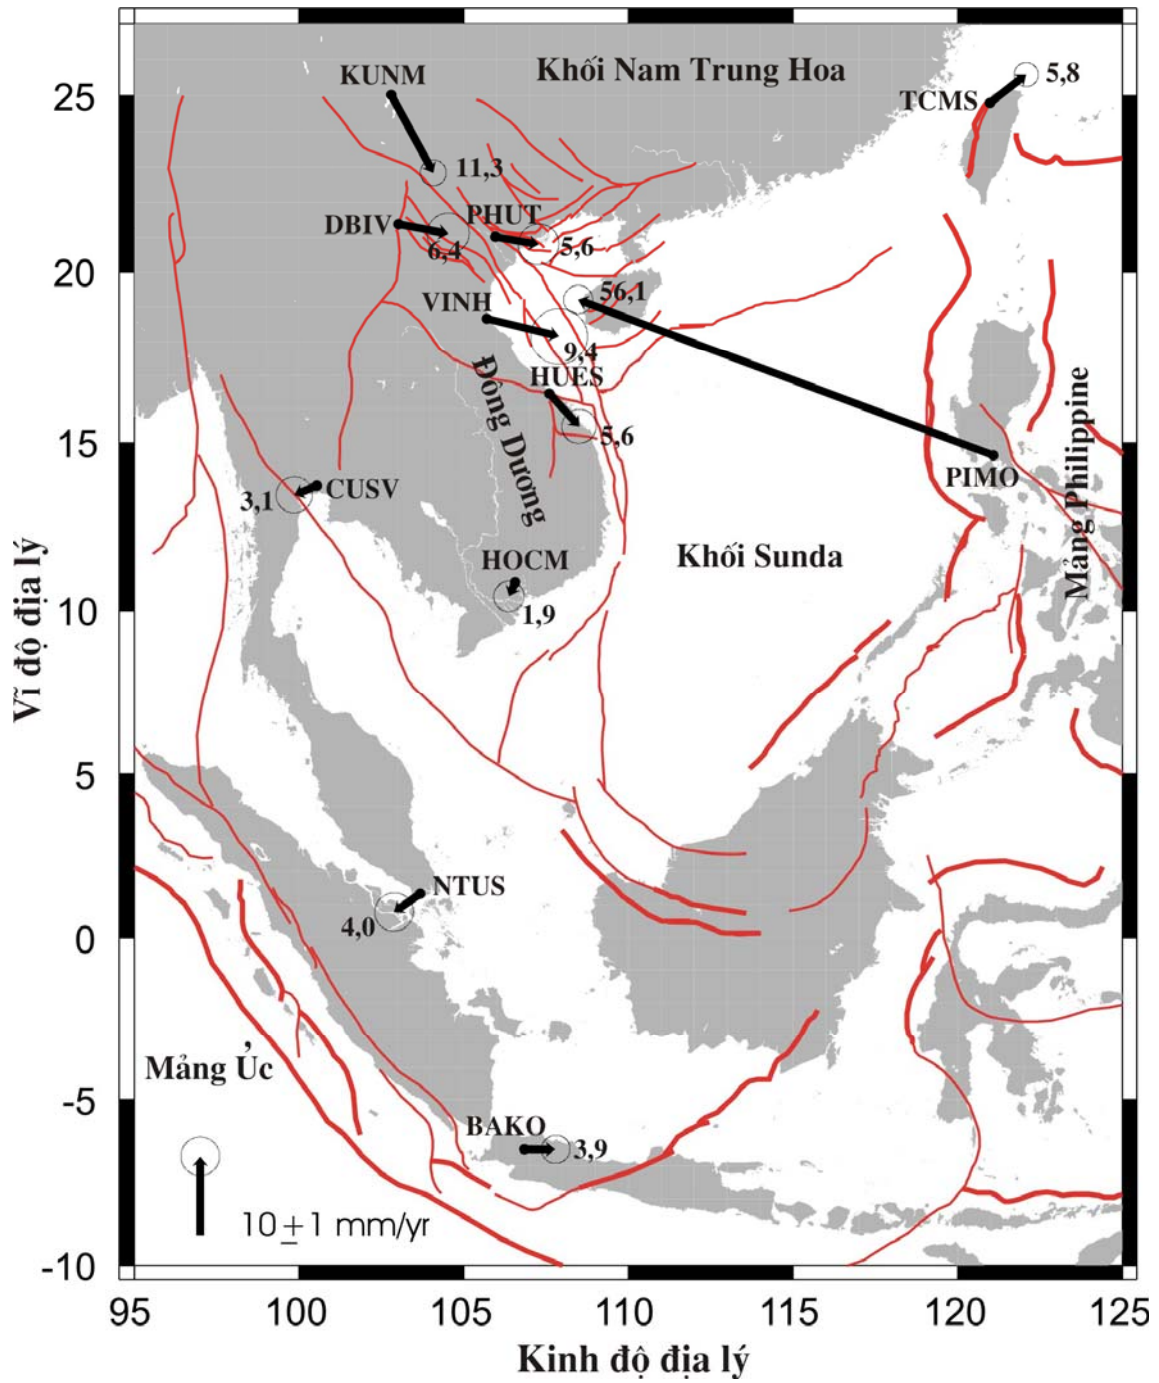 Khối Nam Trung Hoa
KUNM
TCMS
5,8
25
11,3
DBIV
PHUT
6,4
5,6
20
VINH
56,1
9,4
HUES
Đông Dương
5,6
15
CUSV
3,1
PIMO
Mảng Philippine
HOCM
Khối Sunda
1,9
10
Vĩ độ địa lý
5
NTUS
4,0
0
Mảng Úc
-5
BAKO
3,9
10 ± 1 mm/yr
-10
95 100 105 110 115 120 125
Kinh độ địa lý